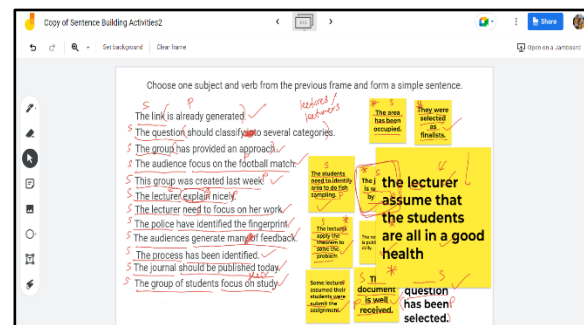 Copy of Sentence Building Activities2
Share
Set background
Clear frame
Open on a Jamboard
Choose one subject and verb from the previous frame and form a simple sentence.
S P
lectures /
lecturers
S The link is already generated.
S The question should classify into several categories.
S The group has provided an approach.
S The audience focus on the football match.
S This group was created last week. P
S The lecturer explain nicely. P
S The lecturer need to focus on her work.
S The police have identified the fingerprint.
S The audiences generate many of feedback.
S The process has been identified.
S The journal should be published today.
S The group of students focus on study.
The area
has been
occupied.
They were
selected
as
finalists.
The students
need to identify
area to do fish
sampling.
The lectures
apply the
theorem to
some the
problem
Some lecture
assumed their
students were
submit the
assignment.
the lecturer
assume that
the students
are all in a good
health
document
is well
received.
question
has been
selected.